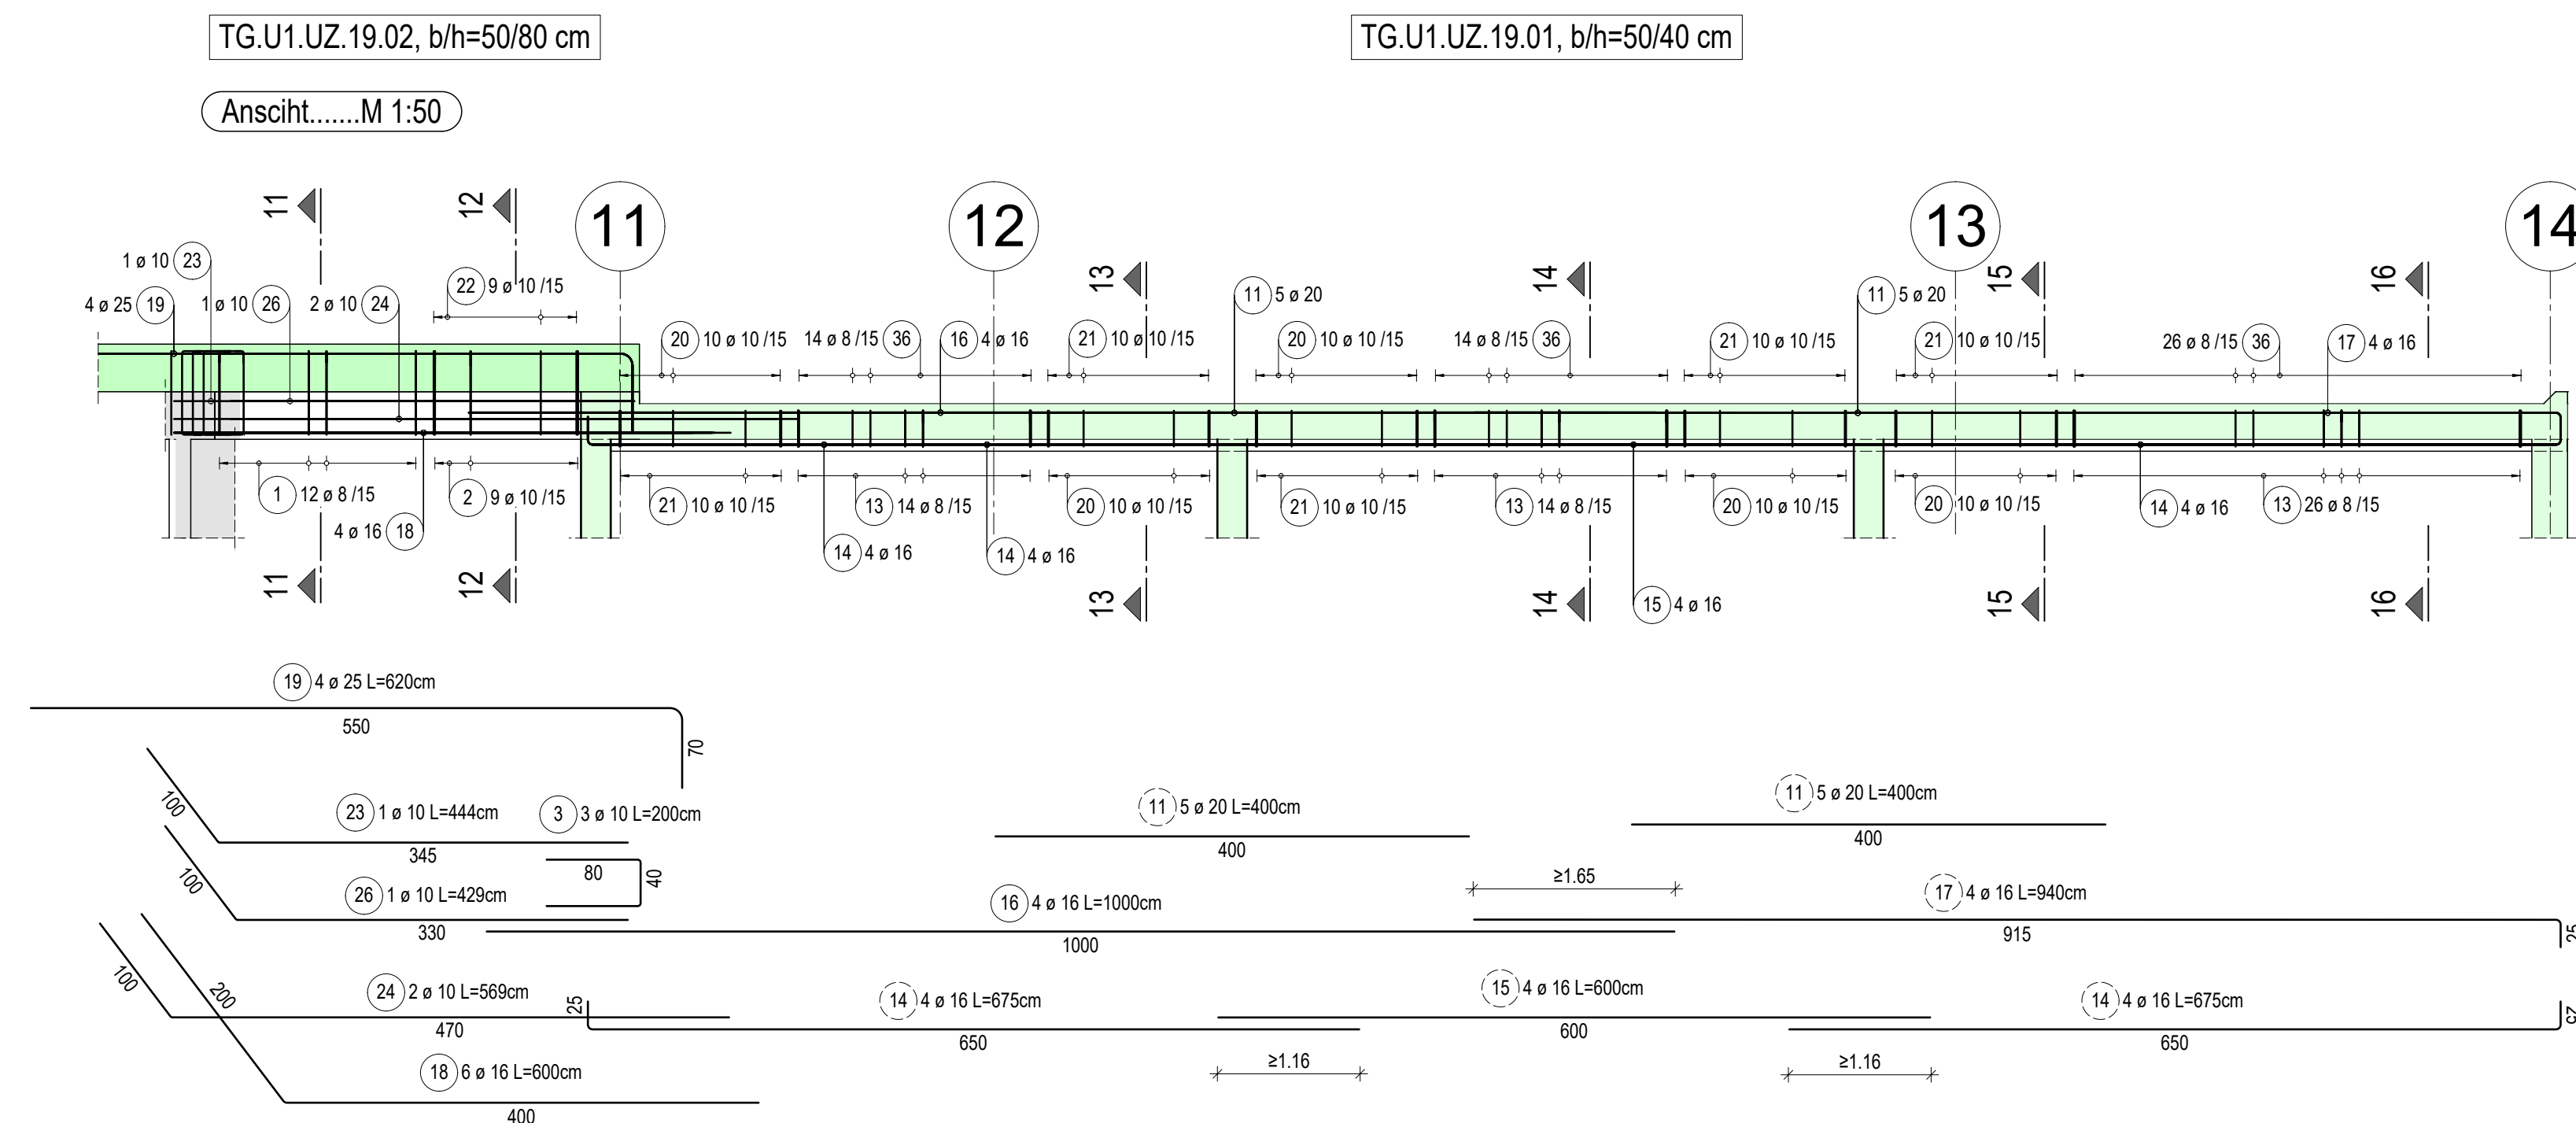 TG.U1.UZ.19.02, b/h=50/80 cm
TG.U1.UZ.19.01, b/h=50/40 cm
Ansciht.......M 1:50
11
12
11
12
13
14
13
14
15
16
1 ø 10 23
4 ø 25 19
1 ø 10 26
2 ø 10 24
22 9 ø 10 /15
11 5 ø 20
11 5 ø 20
20 10 ø 10 /15
14 ø 8 /15 36
16 4 ø 16
21 10 ø 10 /15
20 10 ø 10 /15
14 ø 8 /15 36
21 10 ø 10 /15
21 10 ø 10 /15
26 ø 8 /15 36
17 4 ø 16
1 12 ø 8 /15
2 9 ø 10 /15
4 ø 16 18
21 10 ø 10 /15
13 14 ø 8 /15
20 10 ø 10 /15
21 10 ø 10 /15
13 14 ø 8 /15
20 10 ø 10 /15
20 10 ø 10 /15
14 4 ø 16
13 26 ø 8 /15
14 4 ø 16
14 4 ø 16
15 4 ø 16
11
12
13
14
15
16
19 4 ø 25 L=620cm
550
70
100
23 1 ø 10 L=444cm
345
3 3 ø 10 L=200cm
80
40
11 5 ø 20 L=400cm
400
11 5 ø 20 L=400cm
400
100
26 1 ø 10 L=429cm
330
16 4 ø 16 L=1000cm
1000
≥1.65
17 4 ø 16 L=940cm
915
25
100
200
24 2 ø 10 L=569cm
470
25
14 4 ø 16 L=675cm
650
15 4 ø 16 L=600cm
600
14 4 ø 16 L=675cm
650
25
≥1.16
≥1.16
18 6 ø 16 L=600cm
400